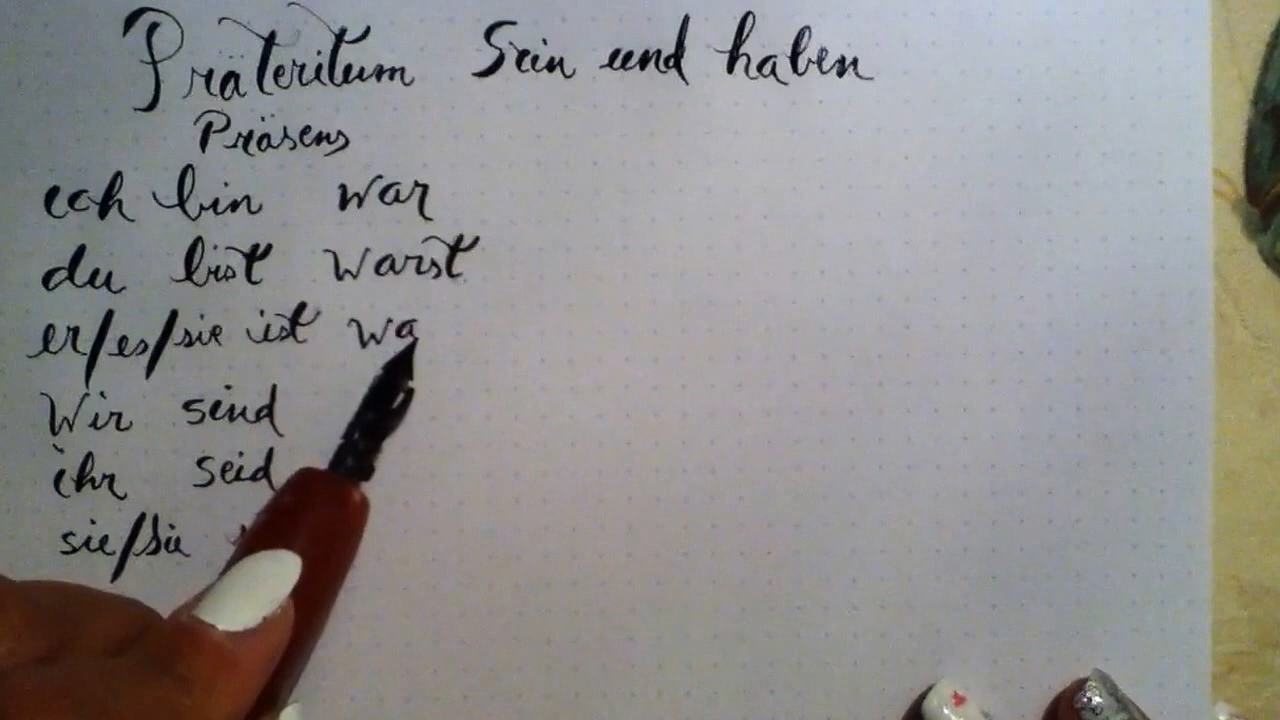 Präteritum Sein und haben
Präsens
ich bin war
du bist warst
er/es/sie ist wa
Wir sind
ihr seid
sie/Sie